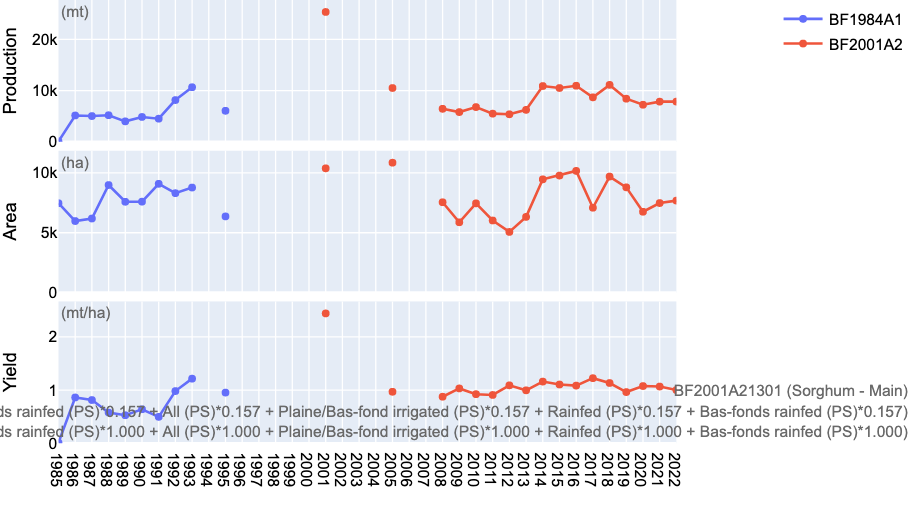 (mt)
Production
20k
10k
0
BF1984A1
BF2001A2
(ha)
Area
10k
5k
0
(mt/ha)
Yield
2
1
0
BF2001A21301 (Sorghum - Main)
ds rainfed (PS)*0.157 + All (PS)*0.157 + Plaine/Bas-fond irrigated (PS)*0.157 + Rainfed (PS)*0.157 + Bas-fonds rainfed (PS)*0.157)
ds rainfed (PS)*1.000 + All (PS)*1.000 + Plaine/Bas-fond irrigated (PS)*1.000 + Rainfed (PS)*1.000 + Bas-fonds rainfed (PS)*1.000)
1985 1986 1987 1988 1989 1990 1991 1992 1993 1994 1995 1996 1997 1998 1999 2000 2001 2002 2003 2004 2005 2006 2007 2008 2009 2010 2011 2012 2013 2014 2015 2016 2017 2018 2019 2020 2021 2022